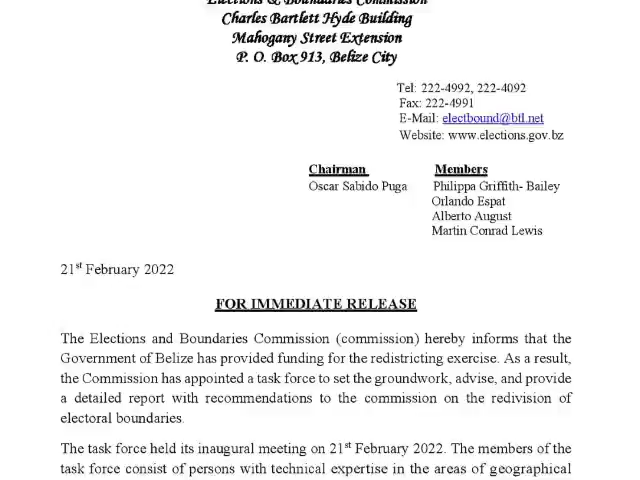 Elections & Boundaries Commission
Charles Bartlett Hyde Building
Mahogany Street Extension
P. O. Box 913, Belize City
Tel: 222-4992, 222-4092
Fax: 222-4991
E-Mail: electbound@btl.net
Website: www.elections.gov.bz
Chairman Members
Oscar Sabido Puga Philippa Griffith- Bailey
Orlando Espat
Alberto August
Martin Conrad Lewis
21st February 2022
FOR IMMEDIATE RELEASE
The Elections and Boundaries Commission (commission) hereby informs that the
Government of Belize has provided funding for the redistricting exercise. As a result,
the Commission has appointed a task force to set the groundwork, advise, and provide
a detailed report with recommendations to the commission on the redivision of
electoral boundaries.
The task force held its inaugural meeting on 21st February 2022. The members of the
task force consist of persons with technical expertise in the areas of geographical